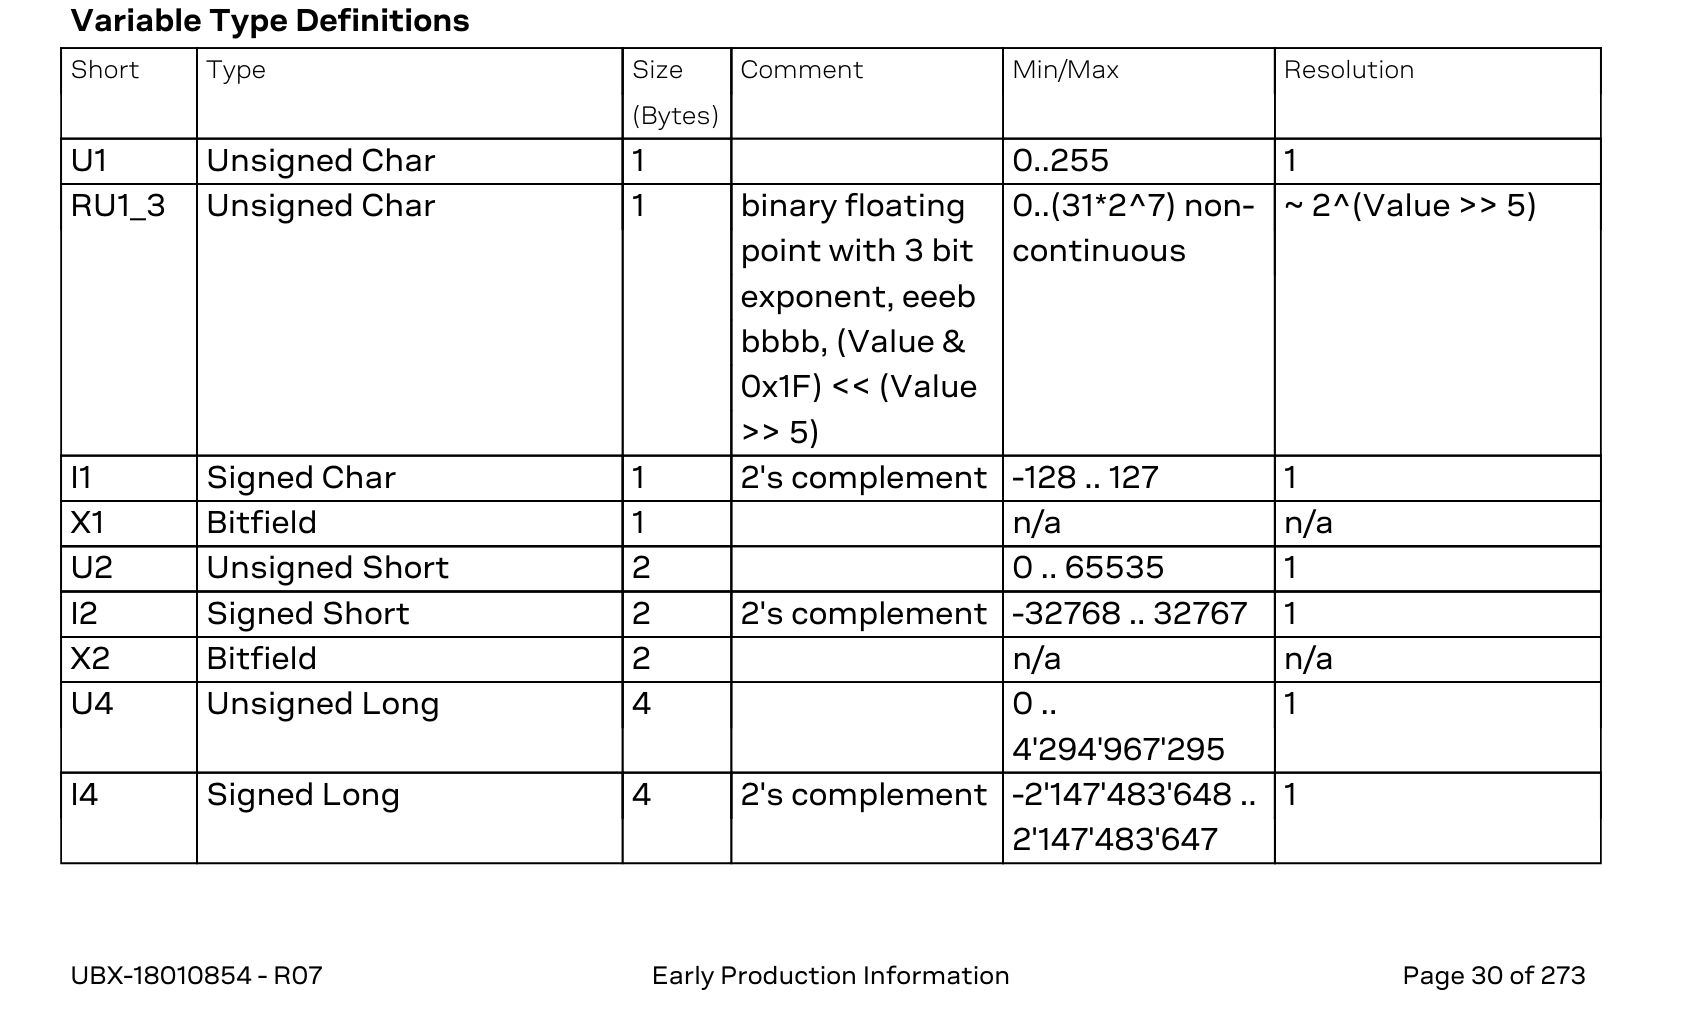 Variable Type Definitions
Short Type Size Comment Min/Max Resolution
(Bytes)
U1 Unsigned Char 1 0..255 1
RU1_3 Unsigned Char 1 binary floating 0..(31*2^7) non- ~ 2^(Value >> 5)
point with 3 bit continuous
exponent, eeeb
bbbb, (Value &
0x1F) << (Value
>> 5)
I1 Signed Char 1 2's complement -128 .. 127 1
X1 Bitfield 1 n/a n/a
U2 Unsigned Short 2 0 .. 65535 1
I2 Signed Short 2 2's complement -32768 .. 32767 1
X2 Bitfield 2 n/a n/a
U4 Unsigned Long 4 0 .. 1
4'294'967'295
I4 Signed Long 4 2's complement -2'147'483'648 .. 1
2'147'483'647
UBX-18010854 - R07 Early Production Information Page 30 of 273